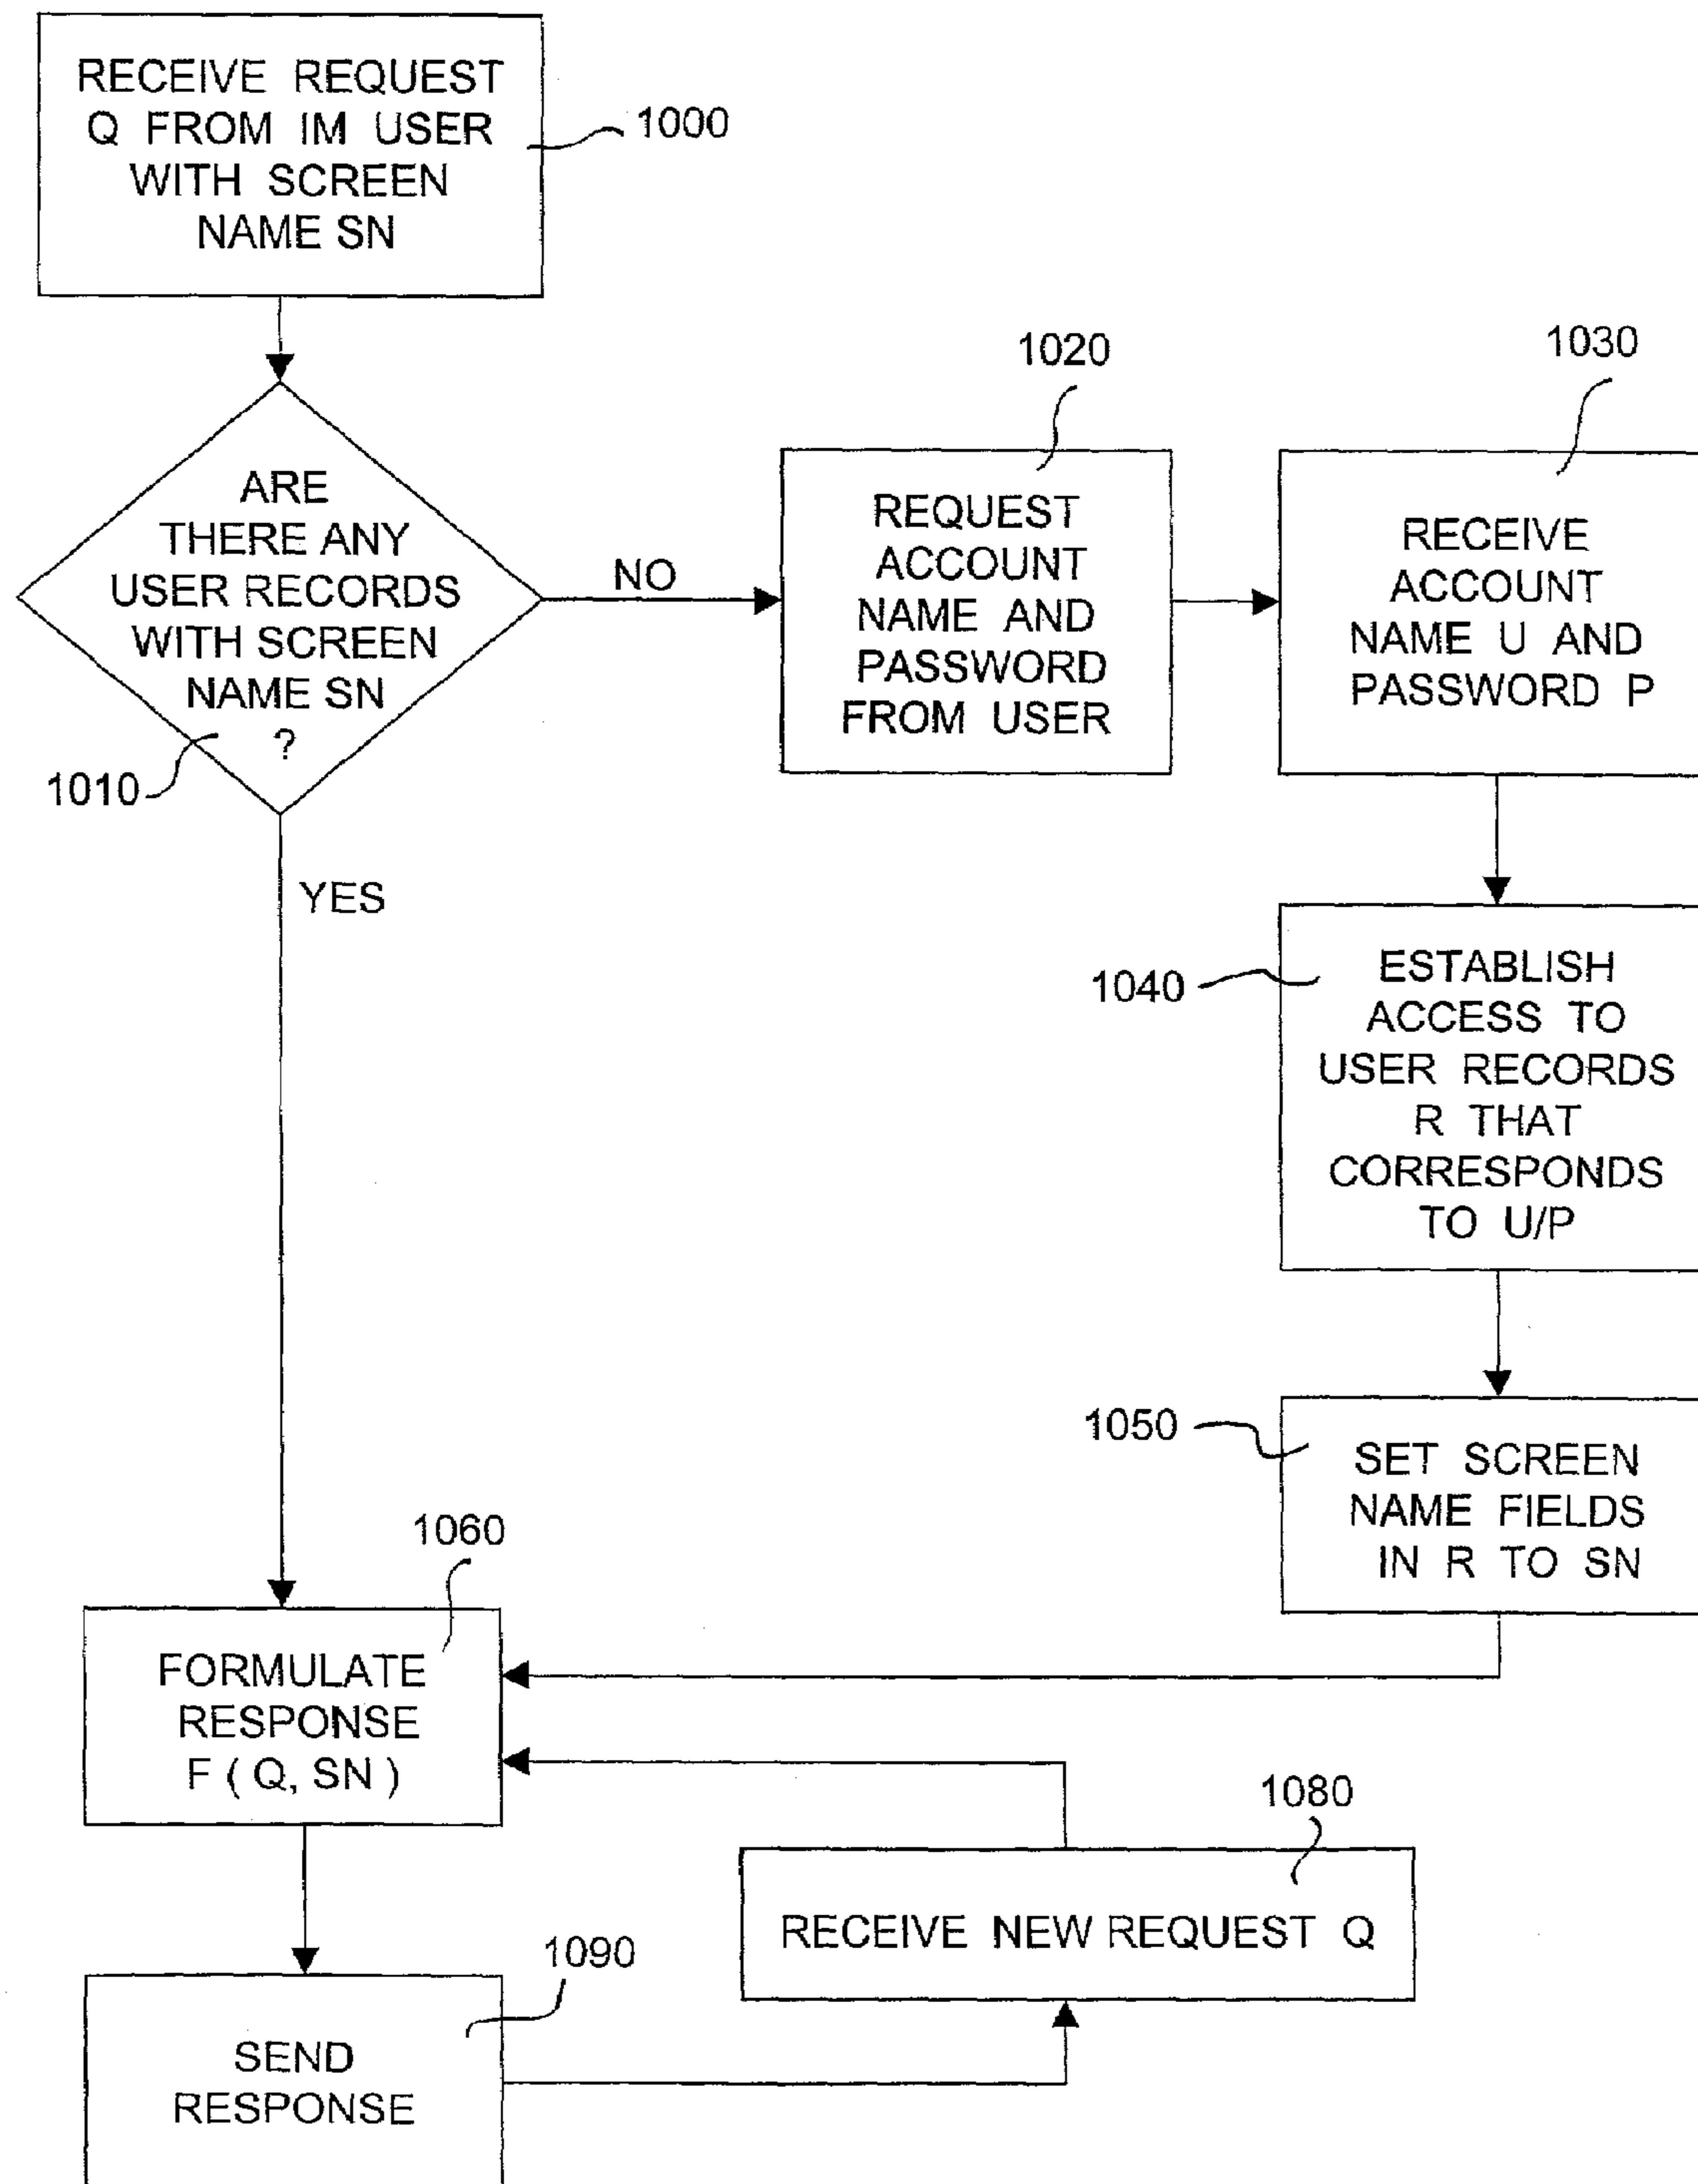 RECEIVE REQUEST
Q FROM IM USER
WITH SCREEN
NAME SN
1000
ARE
THERE ANY
USER RECORDS
WITH SCREEN
NAME SN
?
1010
NO
YES
1020
REQUEST
ACCOUNT
NAME AND
PASSWORD
FROM USER
1030
RECEIVE
ACCOUNT
NAME U AND
PASSWORD P
1040
ESTABLISH
ACCESS TO
USER RECORDS
R THAT
CORRESPONDS
TO U/P
1050
SET SCREEN
NAME FIELDS
IN R TO SN
1060
FORMULATE
RESPONSE
F ( Q, SN )
1080
RECEIVE NEW REQUEST Q
1090
SEND
RESPONSE